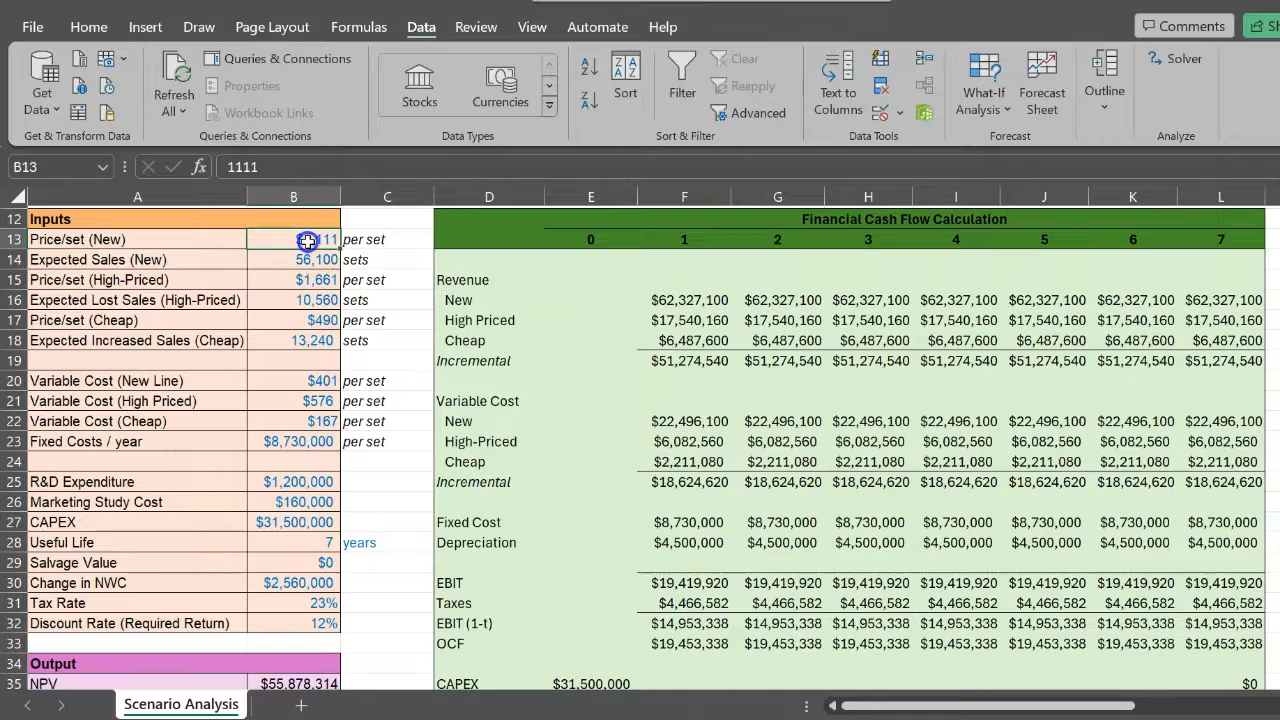 File Home Insert Draw Page Layout Formulas Data Review View Automate Help Comments
Get Data Refresh All Queries & Connections Properties Workbook Links Stocks Currencies Sort Filter Clear Reapply Advanced Text to Columns What-If Analysis Forecast Sheet Outline Solver
Get & Transform Data Queries & Connections Data Types Sort & Filter Data Tools Forecast Analyze
B13 fx 1111
A B C D E F G H I J K L
12 Inputs Financial Cash Flow Calculation
13 Price/set (New) per set 0 1 2 3 4 5 6 7
14 Expected Sales (New) 56,100 sets
15 Price/set (High-Priced) $1,661 per set Revenue
16 Expected Lost Sales (High-Priced) 10,560 sets New $62,327,100 $62,327,100 $62,327,100 $62,327,100 $62,327,100 $62,327,100 $62,327,100
17 Price/set (Cheap) $490 per set High Priced $17,540,160 $17,540,160 $17,540,160 $17,540,160 $17,540,160 $17,540,160 $17,540,160
18 Expected Increased Sales (Cheap) 13,240 sets Cheap $6,487,600 $6,487,600 $6,487,600 $6,487,600 $6,487,600 $6,487,600 $6,487,600
19 Incremental $51,274,540 $51,274,540 $51,274,540 $51,274,540 $51,274,540 $51,274,540 $51,274,540
20 Variable Cost (New Line) $401 per set
21 Variable Cost (High Priced) $576 per set Variable Cost
22 Variable Cost (Cheap) $167 per set New $22,496,100 $22,496,100 $22,496,100 $22,496,100 $22,496,100 $22,496,100 $22,496,100
23 Fixed Costs / year $8,730,000 per set High-Priced $6,082,560 $6,082,560 $6,082,560 $6,082,560 $6,082,560 $6,082,560 $6,082,560
24 Cheap $2,211,080 $2,211,080 $2,211,080 $2,211,080 $2,211,080 $2,211,080 $2,211,080
25 R&D Expenditure $1,200,000 Incremental $18,624,620 $18,624,620 $18,624,620 $18,624,620 $18,624,620 $18,624,620 $18,624,620
26 Marketing Study Cost $160,000
27 CAPEX $31,500,000 Fixed Cost $8,730,000 $8,730,000 $8,730,000 $8,730,000 $8,730,000 $8,730,000 $8,730,000
28 Useful Life 7 years Depreciation $4,500,000 $4,500,000 $4,500,000 $4,500,000 $4,500,000 $4,500,000 $4,500,000
29 Salvage Value $0
30 Change in NWC $2,560,000 EBIT $19,419,920 $19,419,920 $19,419,920 $19,419,920 $19,419,920 $19,419,920 $19,419,920
31 Tax Rate 23% Taxes $4,466,582 $4,466,582 $4,466,582 $4,466,582 $4,466,582 $4,466,582 $4,466,582
32 Discount Rate (Required Return) 12% EBIT (1-t) $14,953,338 $14,953,338 $14,953,338 $14,953,338 $14,953,338 $14,953,338 $14,953,338
33 OCF $19,453,338 $19,453,338 $19,453,338 $19,453,338 $19,453,338 $19,453,338 $19,453,338
34 Output
35 NPV $55,878,314 CAPEX $31,500,000 $0
Scenario Analysis